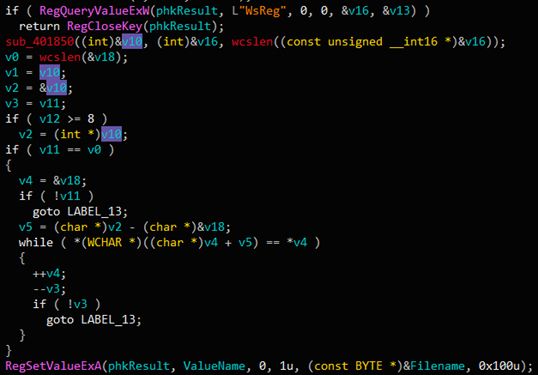 if ( RegQueryValueExW(phkResult, L"WsReg", 0, 0, &v16, &v13) )
return RegCloseKey(phkResult);
sub_401850((int)&v10, (int)&v16, wcslen((const unsigned __int16 *)&v16));
v0 = wcslen(&v18);
v1 = v10;
v2 = &v10;
v3 = v11;
if ( v12 >= 8 )
v2 = (int *)v10;
if ( v11 == v0 )
{
v4 = &v18;
if ( !v11 )
goto LABEL_13;
v5 = (char *)v2 - (char *)&v18;
while ( *(WCHAR *)((char *)v4 + v5) == *v4 )
{
++v4;
--v3;
if ( !v3 )
goto LABEL_13;
}
}
RegSetValueExA(phkResult, ValueName, 0, 1u, (const BYTE *)&Filename, 0x100u);